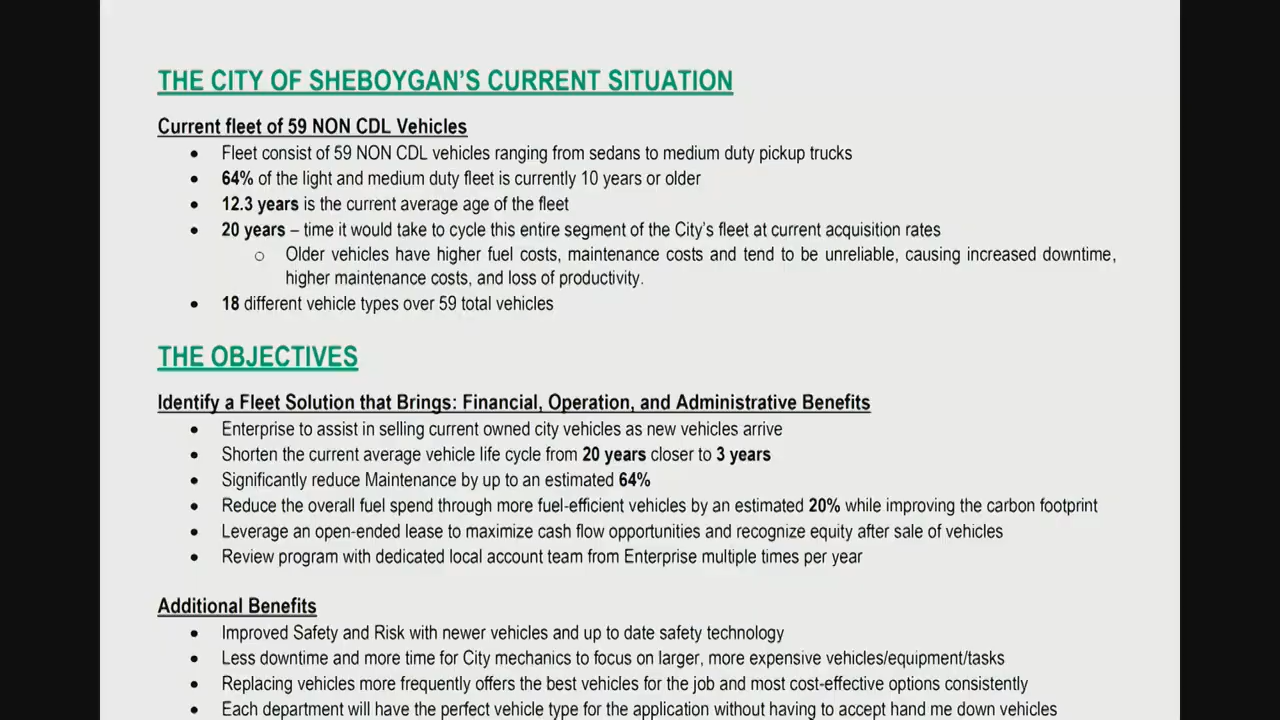 THE CITY OF SHEBOYGAN'S CURRENT SITUATION
Current fleet of 59 NON CDL Vehicles
• Fleet consist of 59 NON CDL vehicles ranging from sedans to medium duty pickup trucks
• 64% of the light and medium duty fleet is currently 10 years or older
• 12.3 years is the current average age of the fleet
• 20 years – time it would take to cycle this entire segment of the City's fleet at current acquisition rates
o Older vehicles have higher fuel costs, maintenance costs and tend to be unreliable, causing increased downtime,
higher maintenance costs, and loss of productivity.
• 18 different vehicle types over 59 total vehicles
THE OBJECTIVES
Identify a Fleet Solution that Brings: Financial, Operation, and Administrative Benefits
• Enterprise to assist in selling current owned city vehicles as new vehicles arrive
• Shorten the current average vehicle life cycle from 20 years closer to 3 years
• Significantly reduce Maintenance by up to an estimated 64%
• Reduce the overall fuel spend through more fuel-efficient vehicles by an estimated 20% while improving the carbon footprint
• Leverage an open-ended lease to maximize cash flow opportunities and recognize equity after sale of vehicles
• Review program with dedicated local account team from Enterprise multiple times per year
Additional Benefits
• Improved Safety and Risk with newer vehicles and up to date safety technology
• Less downtime and more time for City mechanics to focus on larger, more expensive vehicles/equipment/tasks
• Replacing vehicles more frequently offers the best vehicles for the job and most cost-effective options consistently
• Each department will have the perfect vehicle type for the application without having to accept hand me down vehicles